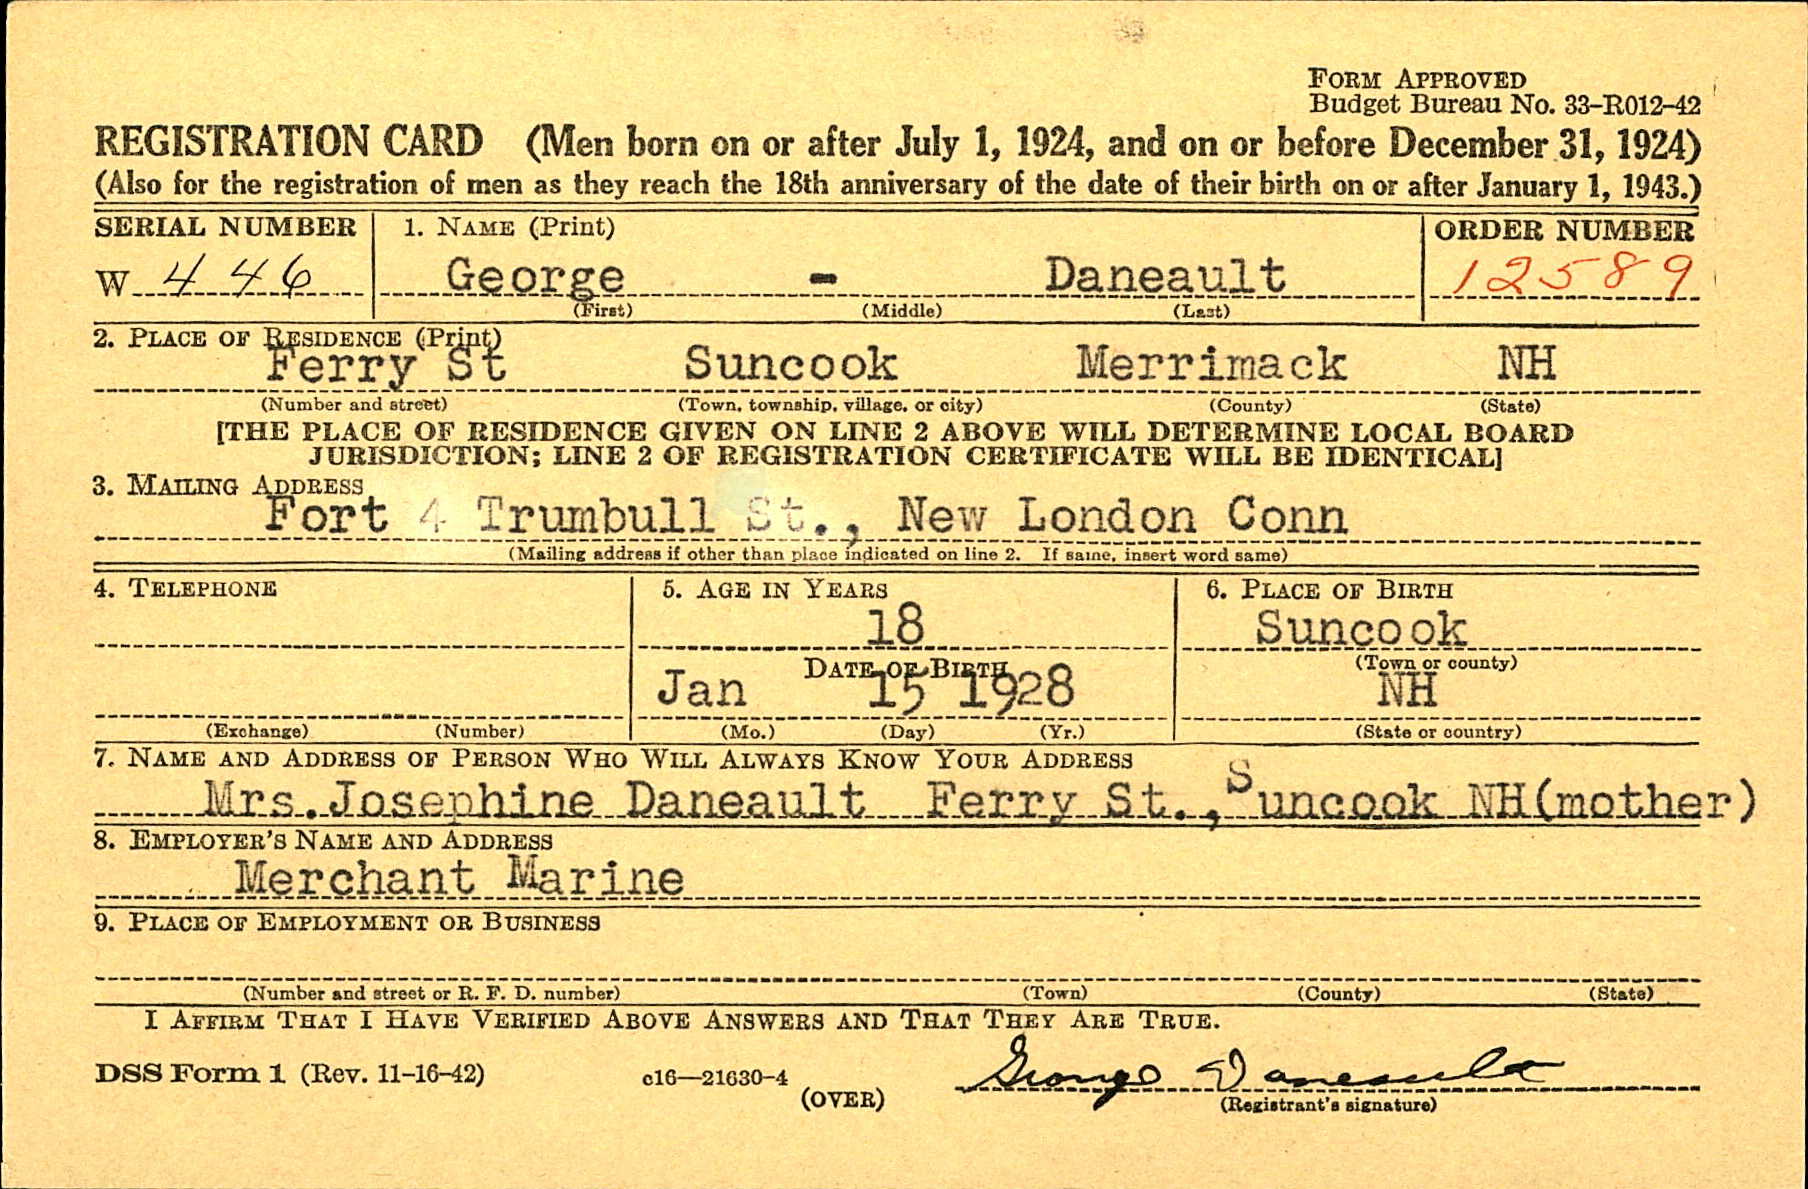 FORM APPROVED
Budget Bureau No. 33-R012-42
REGISTRATION CARD (Men born on or after July 1, 1924, and on or before December 31, 1924)
(Also for the registration of men as they reach the 18th anniversary of the date of their birth on or after January 1, 1943.)
SERIAL NUMBER 1. NAME (Print) ORDER NUMBER
W 446 George - Daneault 12589
(First) (Middle) (Last)
2. PLACE OF RESIDENCE (Print)
Ferry St Suncook Merrimack NH
(Number and street) (Town, township, village, or city) (County) (State)
[THE PLACE OF RESIDENCE GIVEN ON LINE 2 ABOVE WILL DETERMINE LOCAL BOARD
JURISDICTION; LINE 2 OF REGISTRATION CERTIFICATE WILL BE IDENTICAL]
3. MAILING ADDRESS
Fort 4 Trumbull St., New London Conn
(Mailing address if other than place indicated on line 2. If same, insert word same)
4. TELEPHONE 5. AGE IN YEARS 6. PLACE OF BIRTH
18 Suncook
DATE OF BIRTH (Town or county)
Jan 15 1928 NH
(Exchange) (Number) (Mo.) (Day) (Yr.) (State or country)
7. NAME AND ADDRESS OF PERSON WHO WILL ALWAYS KNOW YOUR ADDRESS
Mrs.Josephine Daneault Ferry St.,Suncook NH(mother)
8. EMPLOYER'S NAME AND ADDRESS
Merchant Marine
9. PLACE OF EMPLOYMENT OR BUSINESS
(Number and street or R. F. D. number) (Town) (County) (State)
I AFFIRM THAT I HAVE VERIFIED ABOVE ANSWERS AND THAT THEY ARE TRUE.
DSS Form 1 (Rev. 11-16-42) c16—21630-4 George Daneault
(OVER) (Registrant's signature)